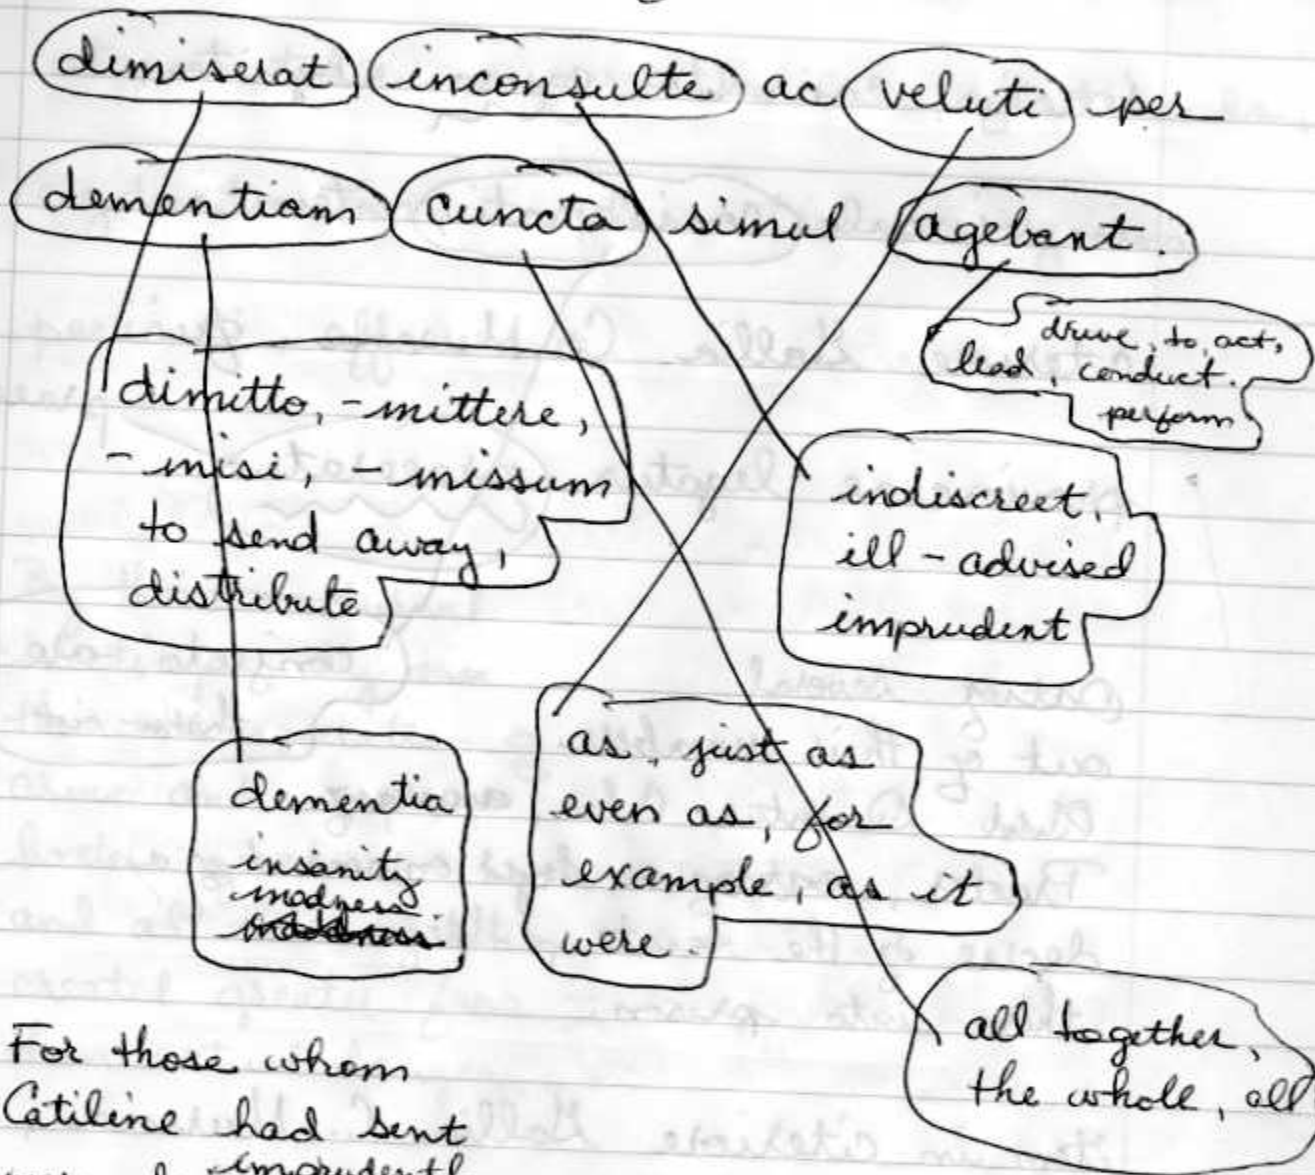 dimiserat inconsulte ac veluti per
dementiam cuncta simul agebant.
drive, to act,
lead, conduct.
perform
dimitto, -mittere,
-misi, -missum
to send away,
distribute
indiscreet,
ill-advised
imprudent
as, just as
even as, for
example, as it
were.
dementia
insanity
madness.
all together,
the whole, all
For those whom
Catiline had sent
imprudently